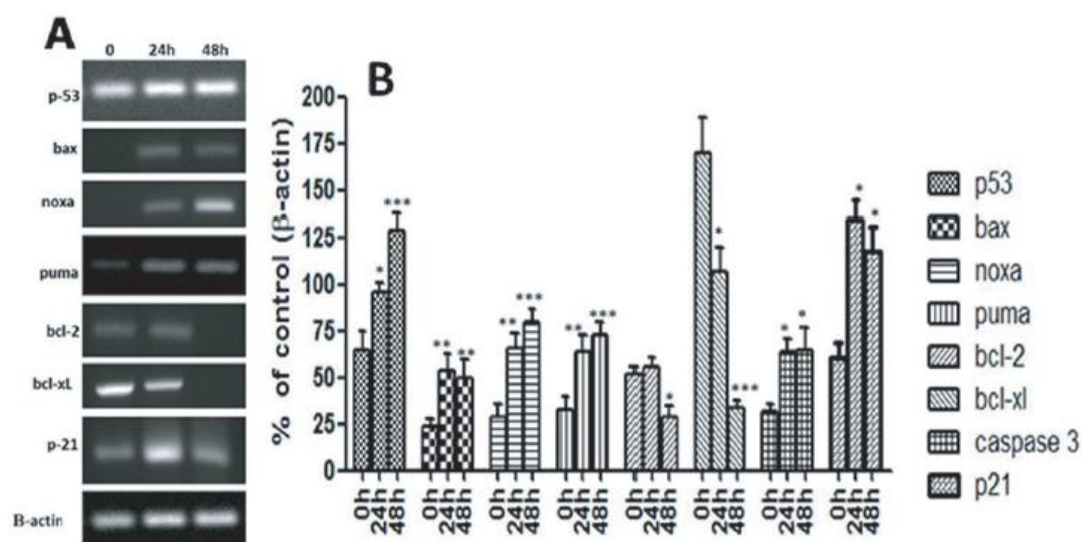 A
0 24h 48h
p-53
bax
noxa
puma
bcl-2
bcl-xL
p-21
B-actin
B
% of control (β-actin)
200
175
150
125
100
75
50
25
0
*
***
**
**
**
***
**
***
*
*
***
*
*
*
*
0h 24h 48h 0h 24h 48h 0h 24h 48h 0h 24h 48h 0h 24h 48h 0h 24h 48h 0h 24h 48h 0h 24h 48h
p53
bax
noxa
puma
bcl-2
bcl-xl
caspase 3
p21